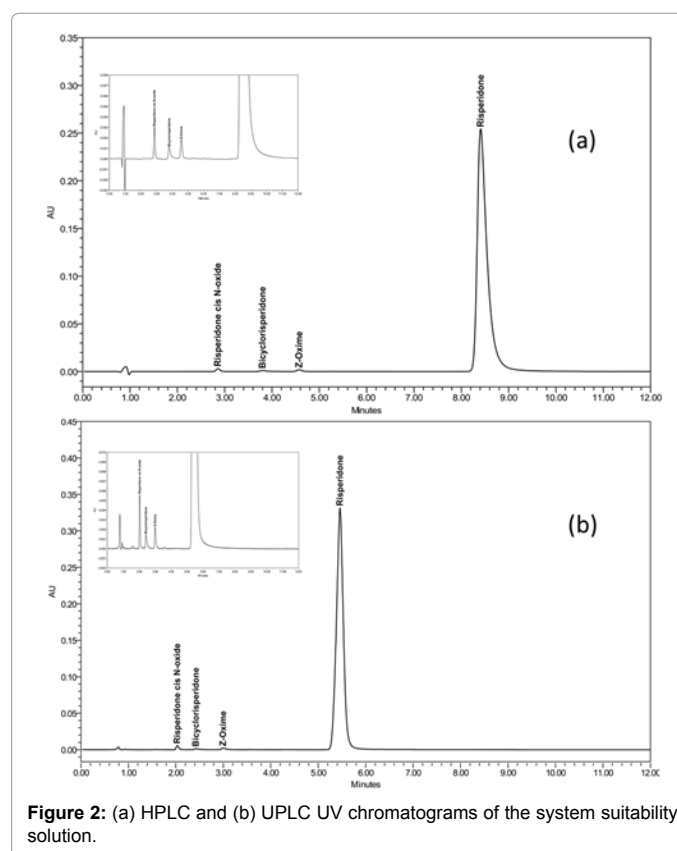 0.35
0.30
0.25
0.20
0.15
0.10
0.05
0.00
AU
Risperidone cis N-oxide
Bicyclorisperidone
Z-Oxime
Risperidone
(a)
0.00 1.00 2.00 3.00 4.00 5.00 6.00 7.00 8.00 9.00 10.00 11.00 12.00
Minutes
0.45
0.40
0.35
0.30
0.25
0.20
0.15
0.10
0.05
0.00
AU
Risperidone cis N-oxide
Bicyclorisperidone
Z-Oxime
Risperidone
(b)
0.00 1.00 2.00 3.00 4.00 5.00 6.00 7.00 8.00 9.00 10.00 11.00 12.00
Minutes
Figure 2: (a) HPLC and (b) UPLC UV chromatograms of the system suitability
solution.